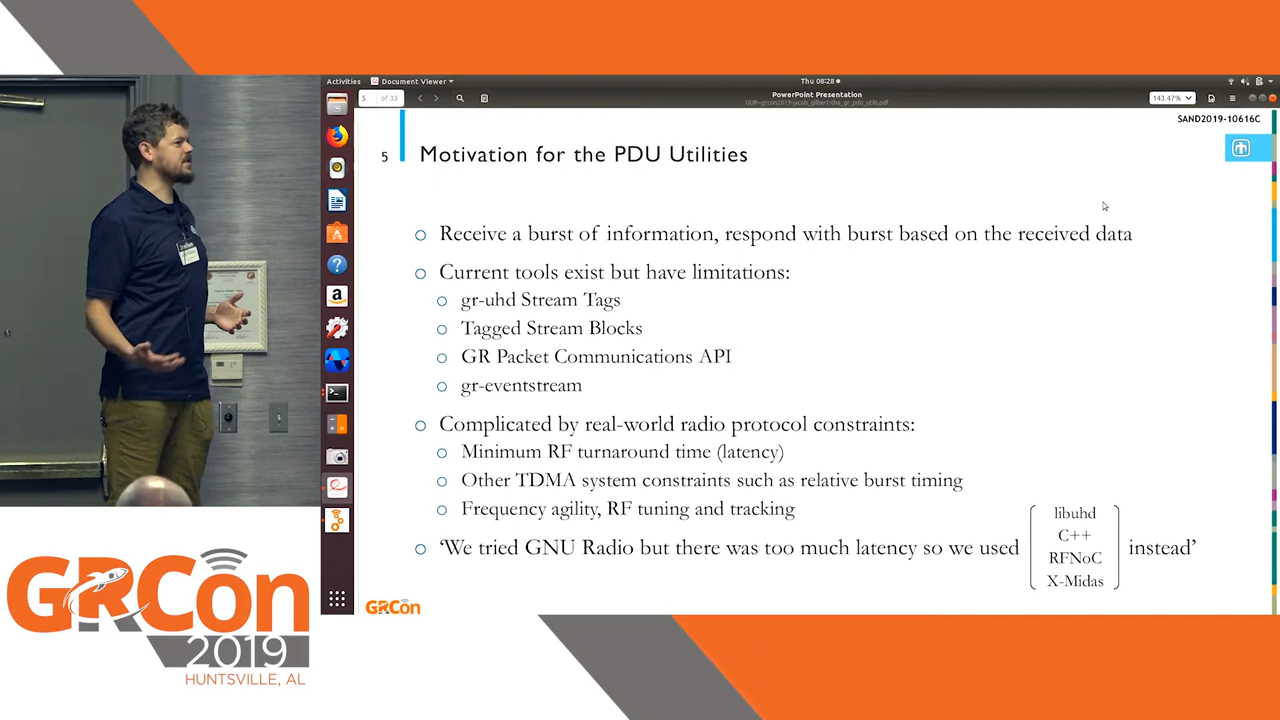 Activities
Document Viewer
Thu 08:28
5 of 33
PowerPoint Presentation
UUR-grcon2019-jacob_gilbert-the_gr_pdu_utils.pdf
143.47%
SAND2019-10616C
5
Motivation for the PDU Utilities
Receive a burst of information, respond with burst based on the received data
Current tools exist but have limitations:
gr-uhd Stream Tags
Tagged Stream Blocks
GR Packet Communications API
gr-eventstream
Complicated by real-world radio protocol constraints:
Minimum RF turnaround time (latency)
Other TDMA system constraints such as relative burst timing
Frequency agility, RF tuning and tracking
‘We tried GNU Radio but there was too much latency so we used
libuhd
C++
RFNoC
X-Midas
instead’
GRCon
GRCon
2019
HUNTSVILLE, AL